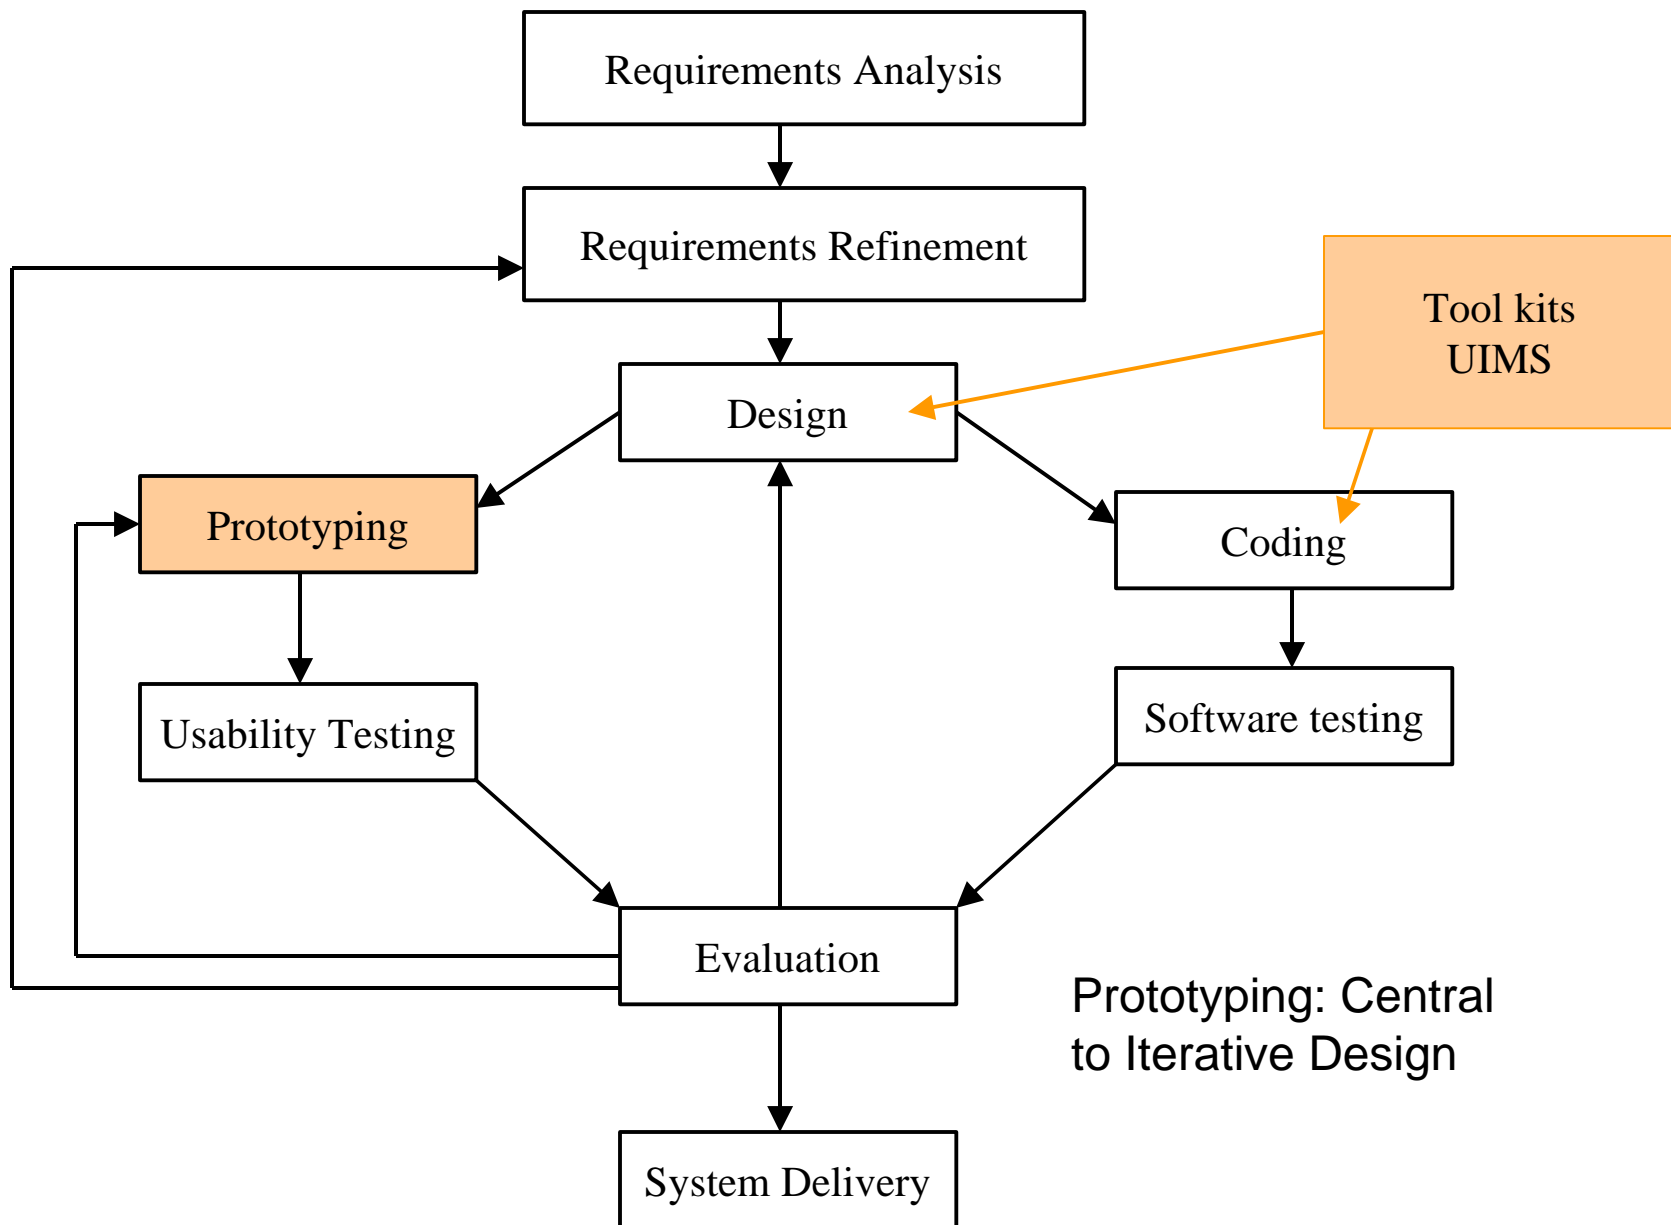 Requirements Analysis
Requirements Refinement
Tool kits
UIMS
Design
Prototyping
Coding
Usability Testing
Software testing
Evaluation
Prototyping: Central
to Iterative Design
System Delivery